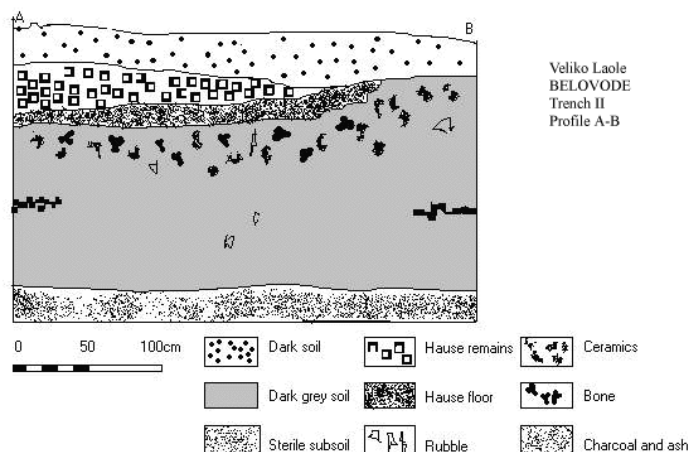 A
B
Veliko Laole
BELOVODE
Trench II
Profile A-B
0 50 100cm
Dark soil
Hause remains
Ceramics
Dark grey soil
Hause floor
Bone
Sterile subsoil
Rubble
Charcoal and ash